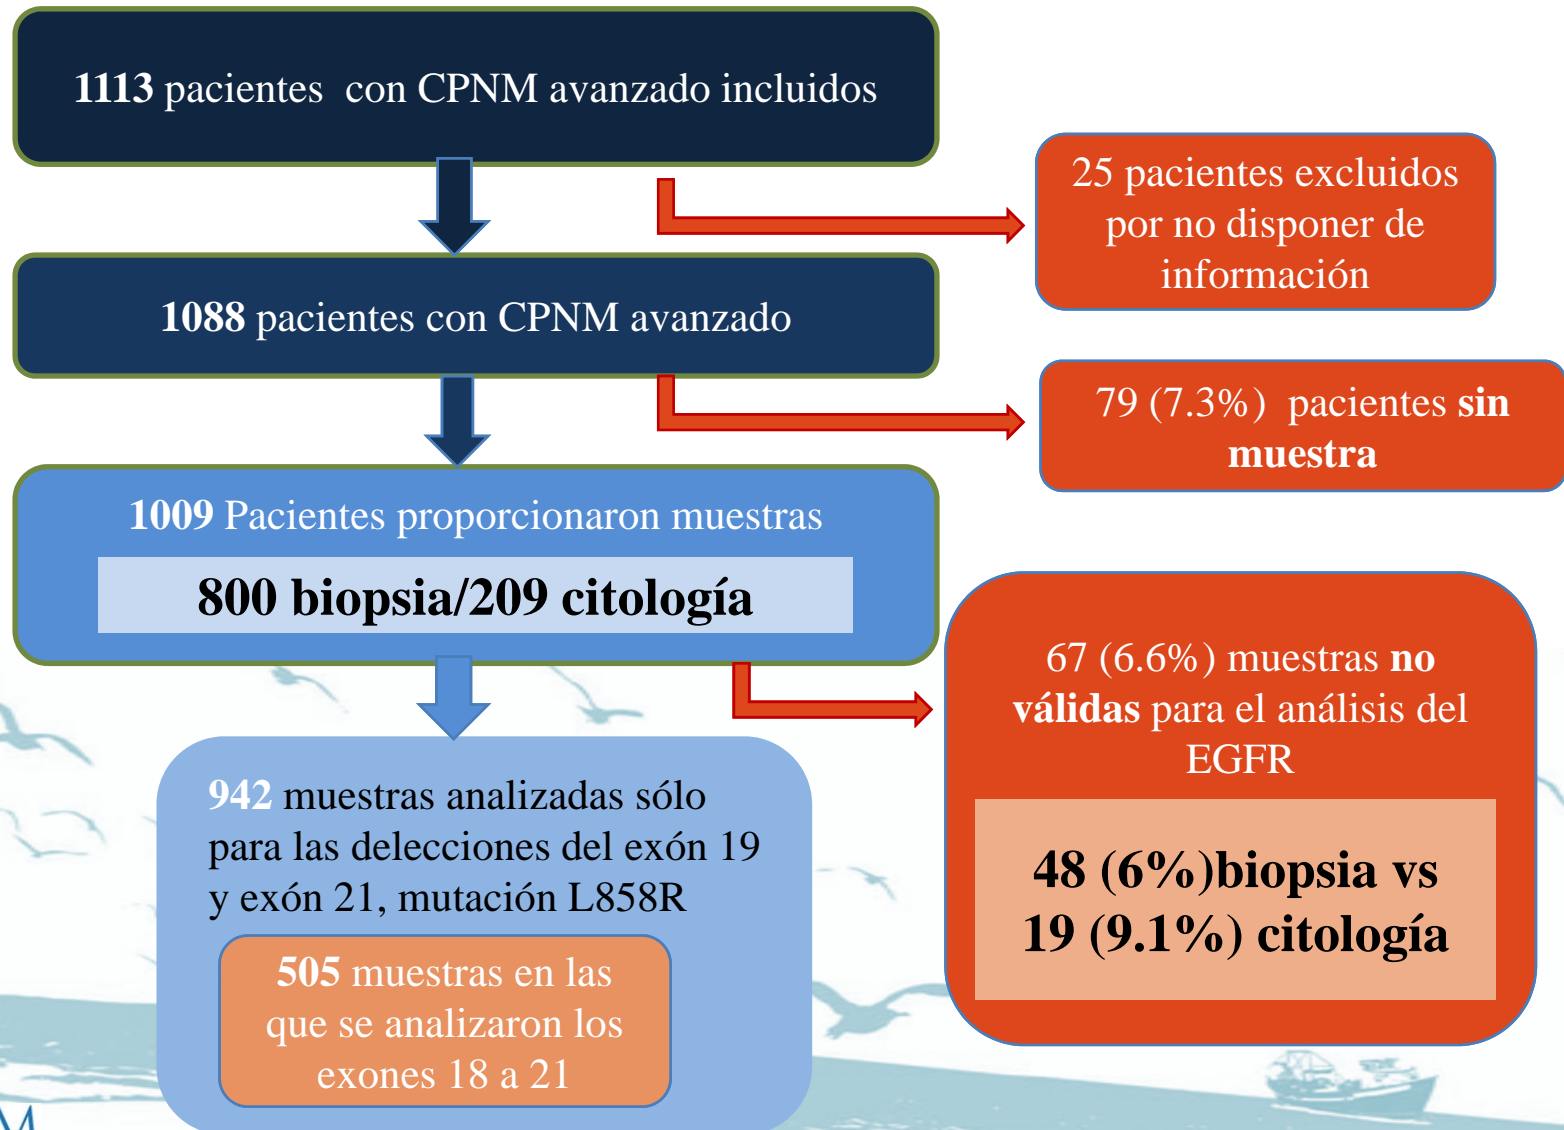 1113 pacientes con CPNM avanzado incluidos
25 pacientes excluidos
por no disponer de
información
1088 pacientes con CPNM avanzado
79 (7.3%) pacientes sin
muestra
1009 Pacientes proporcionaron muestras
800 biopsia/209 citología
67 (6.6%) muestras no
válidas para el análisis del
EGFR
48 (6%)biopsia vs
19 (9.1%) citología
942 muestras analizadas sólo
para las delecciones del exón 19
y exón 21, mutación L858R
505 muestras en las
que se analizaron los
exones 18 a 21